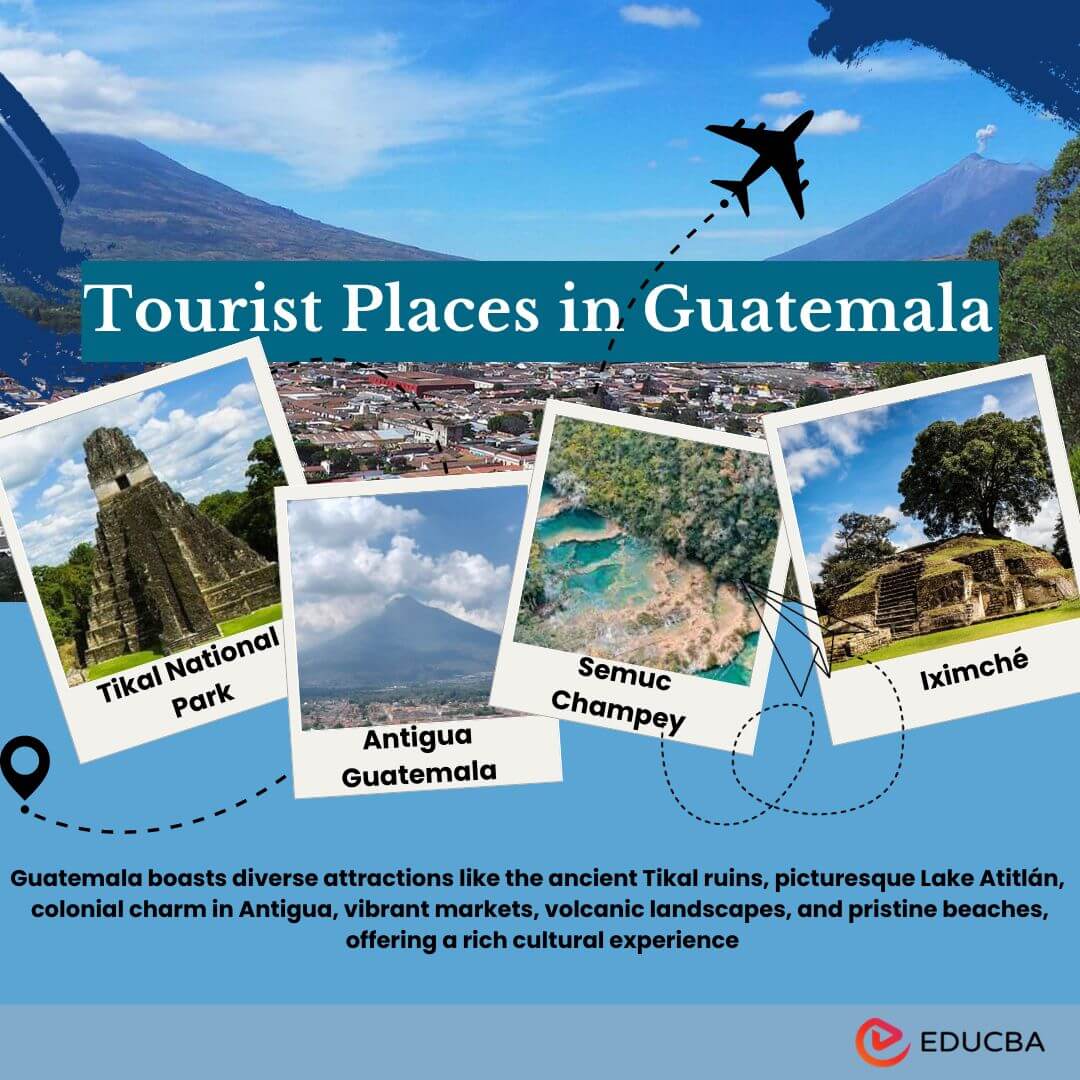 Tourist Places in Guatemala
Tikal National
Park
Antigua
Guatemala
Semuc
Champey
Iximché
Guatemala boasts diverse attractions like the ancient Tikal ruins, picturesque Lake Atitlán,
colonial charm in Antigua, vibrant markets, volcanic landscapes, and pristine beaches,
offering a rich cultural experience
EDUCBA